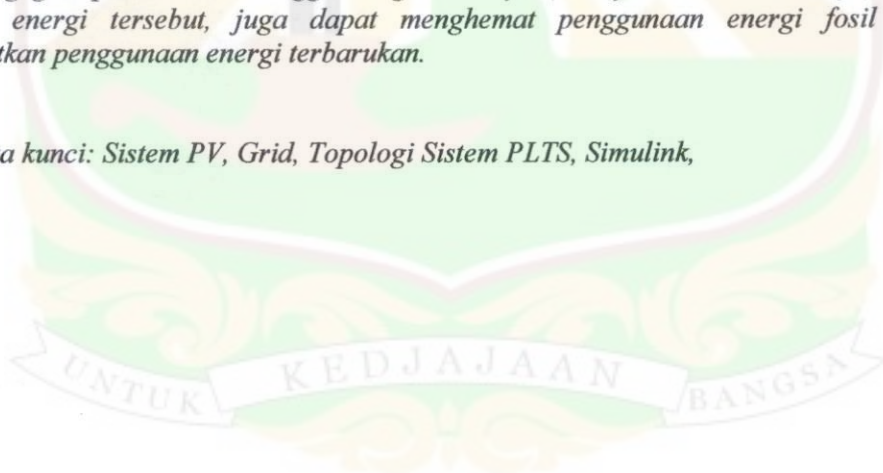 energi tersebut, juga dapat menghemat penggunaan energi fosil
tkan penggunaan energi terbarukan.
a kunci: Sistem PV, Grid, Topologi Sistem PLTS, Simulink,
UNTUK KEDJAJAAN BANGSA